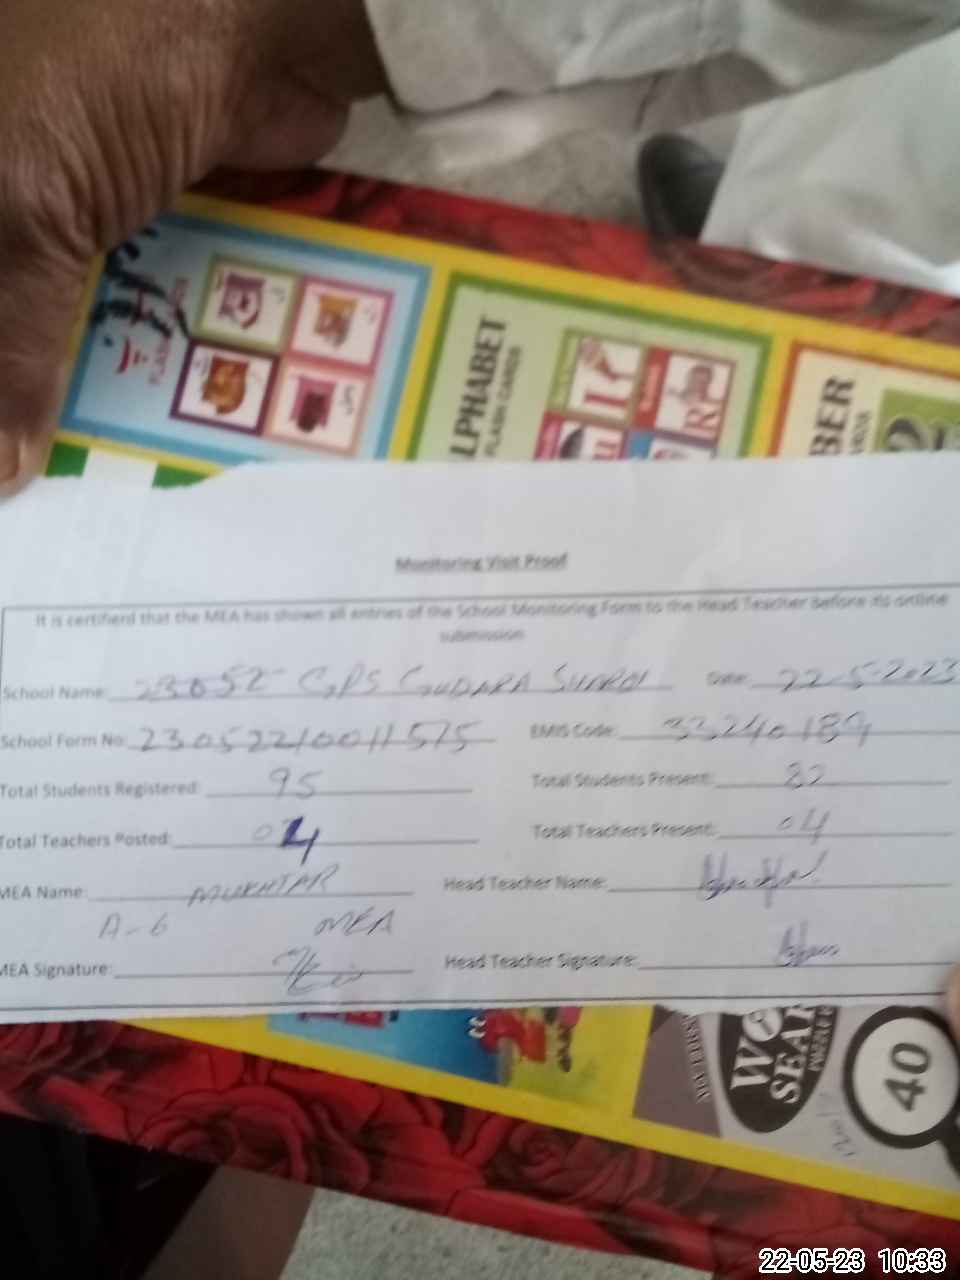 FLASH CARDS
ALPHABET
FLASH CARDS
I
R
U
BER
2
Monitoring Visit Proof
It is certifierd that the MEA has shown all entries of the School Monitoring Form to the Head Teacher before its online
submission
School Name: 23052 GPS Date: 22-5-2023
School Form No: 23052210011575 EMIS Code: 33240189
Total Students Registered: 95 Total Students Present:
Total Teachers Posted: 04 Total Teachers Present: 04
MEA Name: MUKHTAR Head Teacher Name:
A-6 MEA
MEA Signature: Head Teacher Signature:
40
22-05-23 10:33